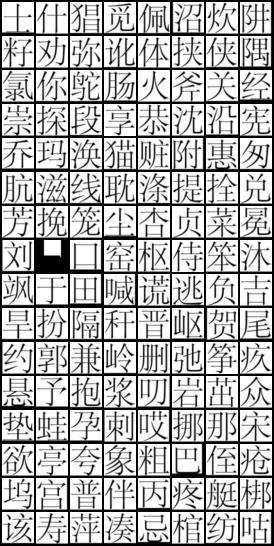 土什猖觅佩沼炊阱
籽劝弥讹体挟侠隅
氯你鸵肠火斧关经
崇探段享恭沈沿宪
乔玛涣猫赃附惠匆
肮滋线耽涤提拴兑
芳挽笼尘杏贞菜冕
刘口窑枢侍笨沐
飒于田喊谎逃负吉
旱扮隔秆晋岖贺尾
约郭兼岭删弛筝疚
悬予抱浆叨岩茁众
垫蛙孕刺哎挪那宋
欲亭夸象粗巴侄疮
坞宫普伴丙疼艇梆
该寿萍凑忌棺纺咕